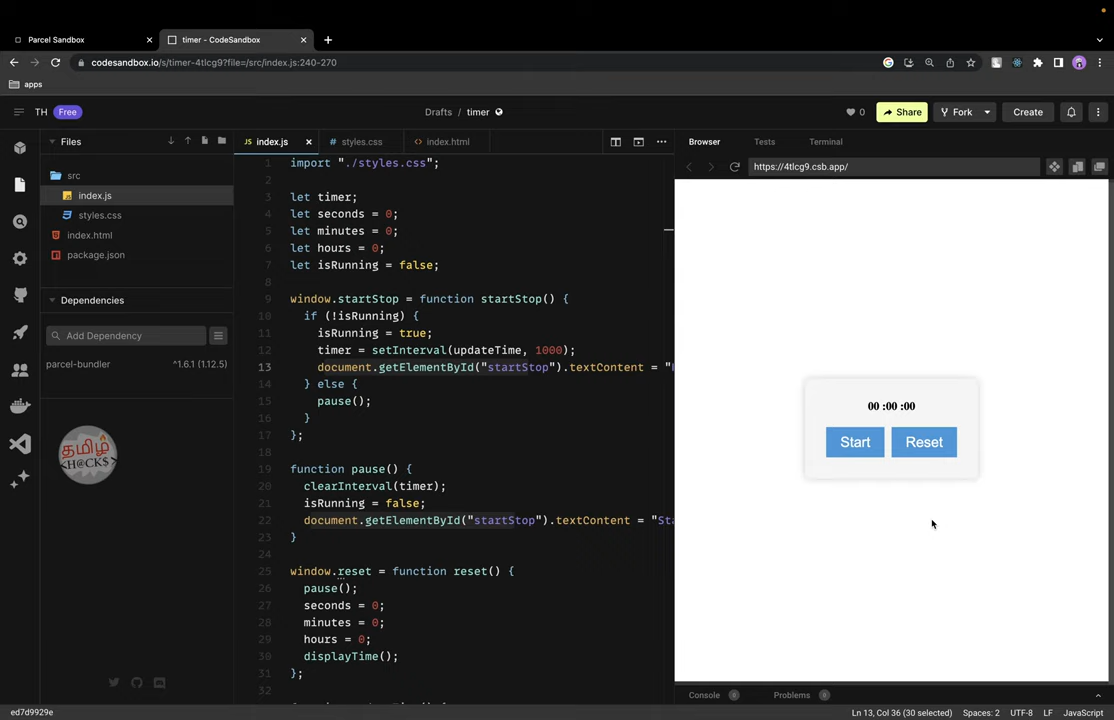 Parcel Sandbox
timer - CodeSandbox
codesandbox.io/s/timer-4tlcg9?file=/src/index.js:240-270
apps
TH Free
Drafts / timer
0 Share Fork Create
Files
src
index.js
styles.css
index.html
package.json
Dependencies
Add Dependency
parcel-bundler ^1.6.1 (1.12.5)
தமிழ்
<H@CK$>
JS index.js styles.css <> index.html
1 import "./styles.css";
2
3 let timer;
4 let seconds = 0;
5 let minutes = 0;
6 let hours = 0;
7 let isRunning = false;
8
9 window.startStop = function startStop() {
10 if (!isRunning) {
11 isRunning = true;
12 timer = setInterval(updateTime, 1000);
13 document.getElementById("startStop").textContent = "
14 } else {
15 pause();
16 }
17 };
18
19 function pause() {
20 clearInterval(timer);
21 isRunning = false;
22 document.getElementById("startStop").textContent = "Sta
23 }
24
25 window.reset = function reset() {
26 pause();
27 seconds = 0;
28 minutes = 0;
29 hours = 0;
30 displayTime();
31 };
32
Browser Tests Terminal
https://4tlcg9.csb.app/
00 :00 :00
Start Reset
Console 0 Problems 0
ed7d9929e
Ln 13, Col 36 (30 selected) Spaces: 2 UTF-8 LF JavaScript